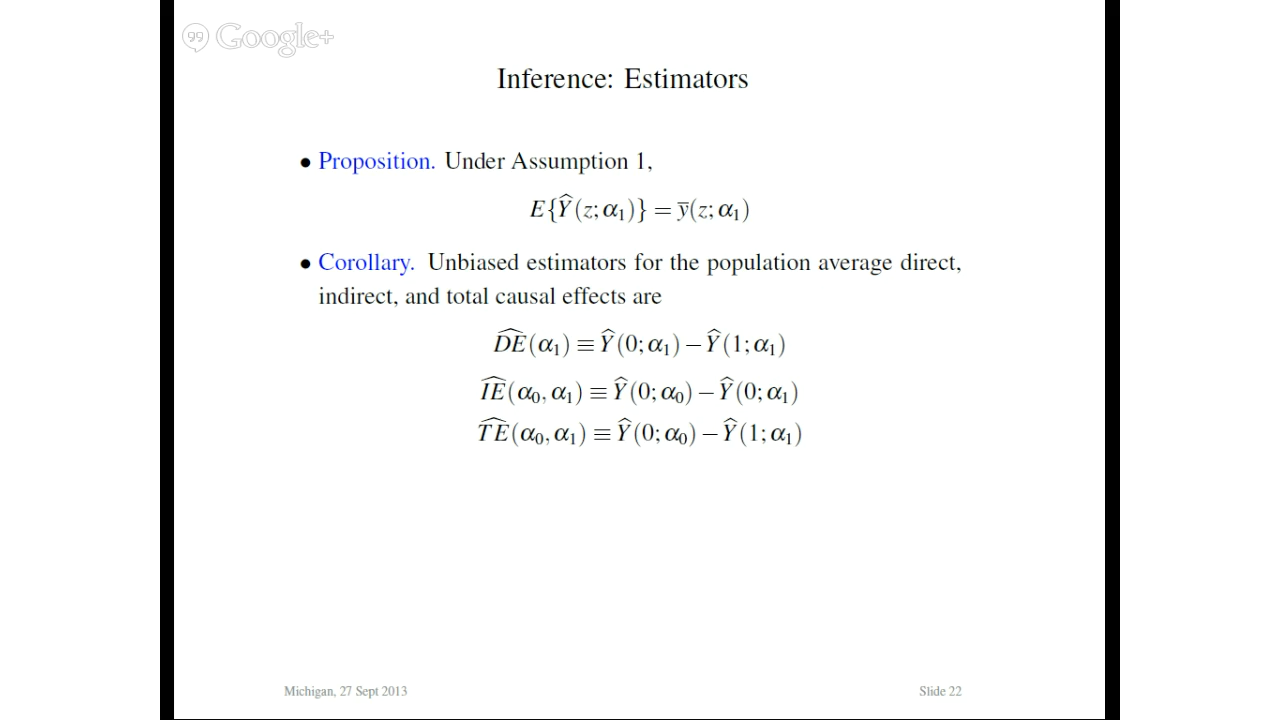 Google+
Inference: Estimators
• Proposition. Under Assumption 1,
E{Ŷ(z;α₁)} = y̅(z;α₁)
• Corollary. Unbiased estimators for the population average direct,
indirect, and total causal effects are
D̂E(α₁) ≡ Ŷ(0;α₁) − Ŷ(1;α₁)
ÎE(α₀,α₁) ≡ Ŷ(0;α₀) − Ŷ(0;α₁)
T̂E(α₀,α₁) ≡ Ŷ(0;α₀) − Ŷ(1;α₁)
Michigan, 27 Sept 2013
Slide 22